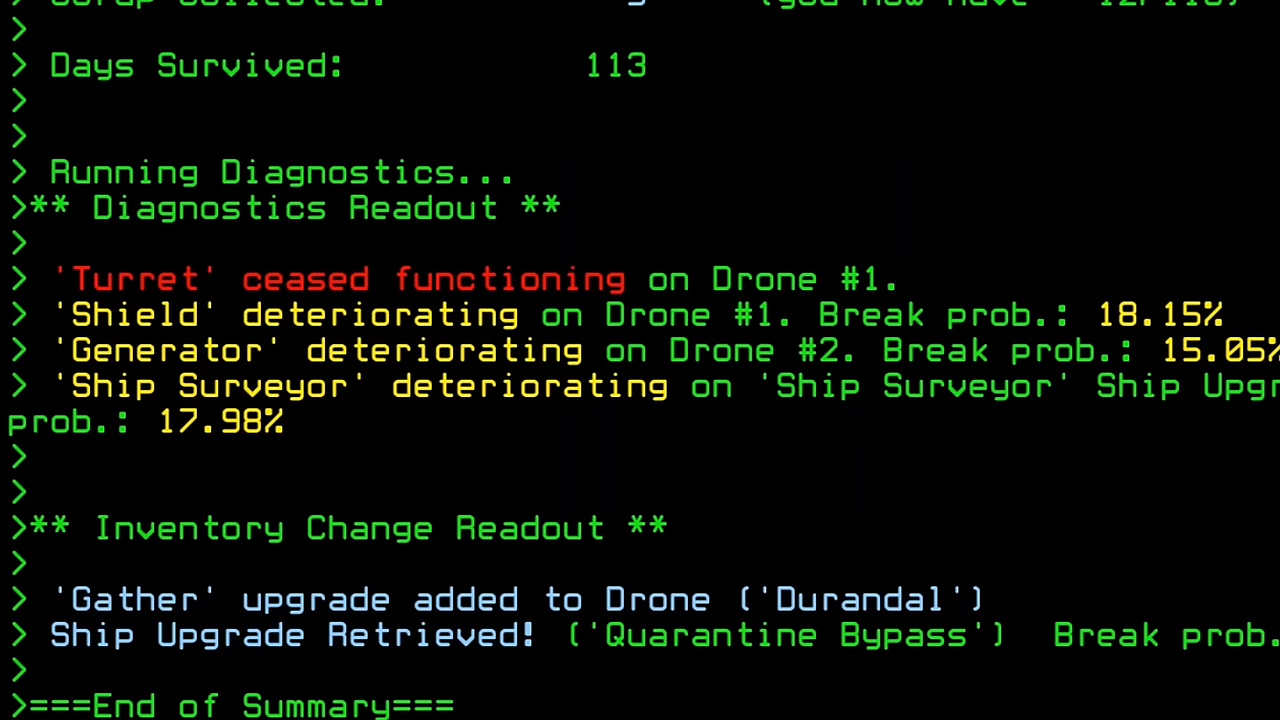 >
> Days Survived: 113
>
>
> Running Diagnostics...
>** Diagnostics Readout **
>
> 'Turret' ceased functioning on Drone #1.
> 'Shield' deteriorating on Drone #1. Break prob.: 18.15%
> 'Generator' deteriorating on Drone #2. Break prob.: 15.05%
> 'Ship Surveyor' deteriorating on 'Ship Surveyor' Ship
prob.: 17.98%
>
>
>** Inventory Change Readout **
>
> 'Gather' upgrade added to Drone ('Durandal')
> Ship Upgrade Retrieved! ('Quarantine Bypass') Break prob.
>
>===End of Summary===